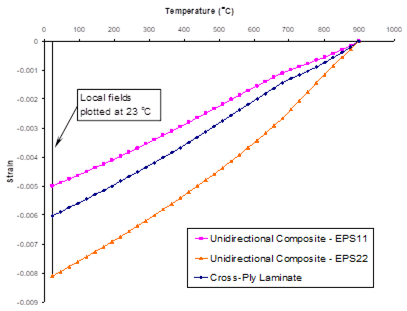 Temperature (°C)
0 100 200 300 400 500 600 700 800 900 1000
0
-0.001
-0.002
-0.003
-0.004
-0.005
-0.006
-0.007
-0.008
-0.009
Strain
Local fields
plotted at 23 °C
Unidirectional Composite - EPS11
Unidirectional Composite - EPS22
Cross-Ply Laminate